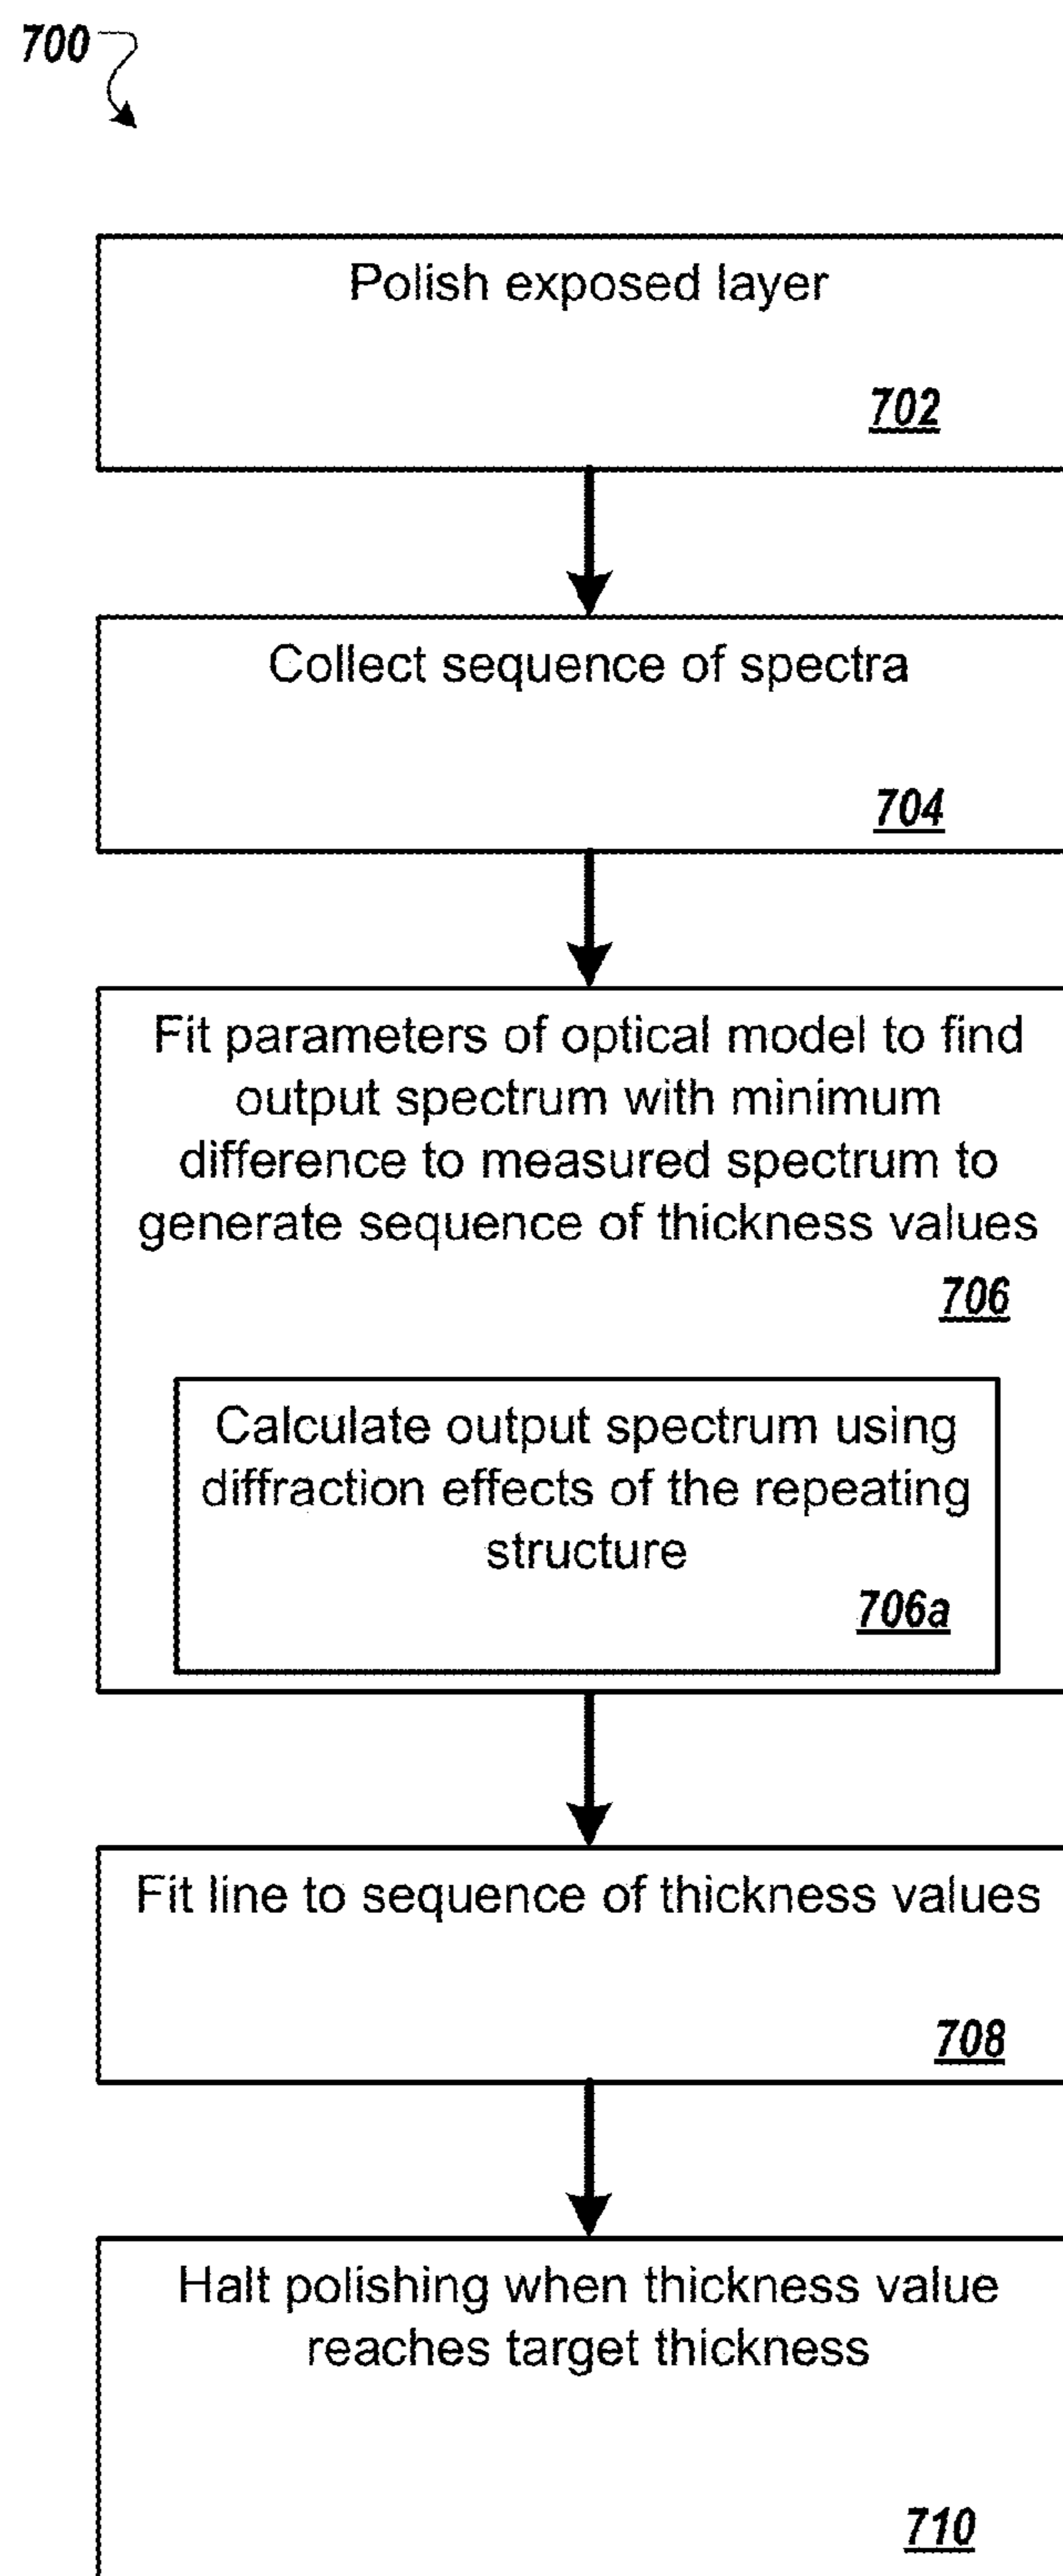 700
Polish exposed layer
702
Collect sequence of spectra
704
Fit parameters of optical model to find
output spectrum with minimum
difference to measured spectrum to
generate sequence of thickness values
706
Calculate output spectrum using
diffraction effects of the repeating
structure
706a
Fit line to sequence of thickness values
708
Halt polishing when thickness value
reaches target thickness
710